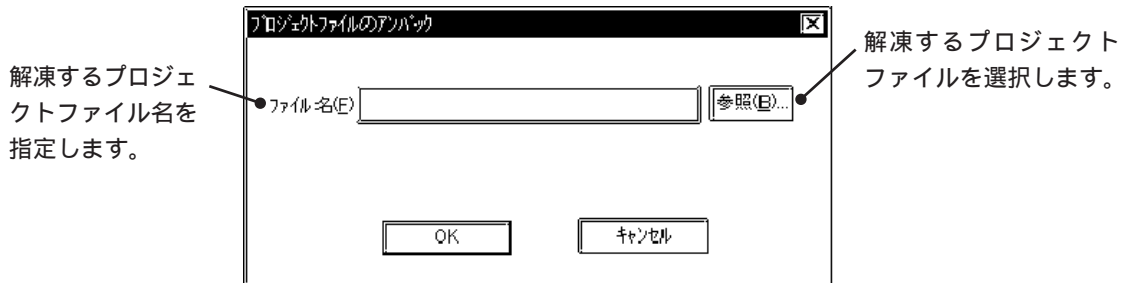 ﾌﾟﾛｼﾞｪｸﾄﾌｧｲﾙのｱﾝﾊﾟｯｸ
解凍するプロジェ
クトファイル名を
指定します。
ﾌｧｲﾙ名(F)
参照(B)...
解凍するプロジェクト
ファイルを選択します。
OK
ｷｬﾝｾﾙ